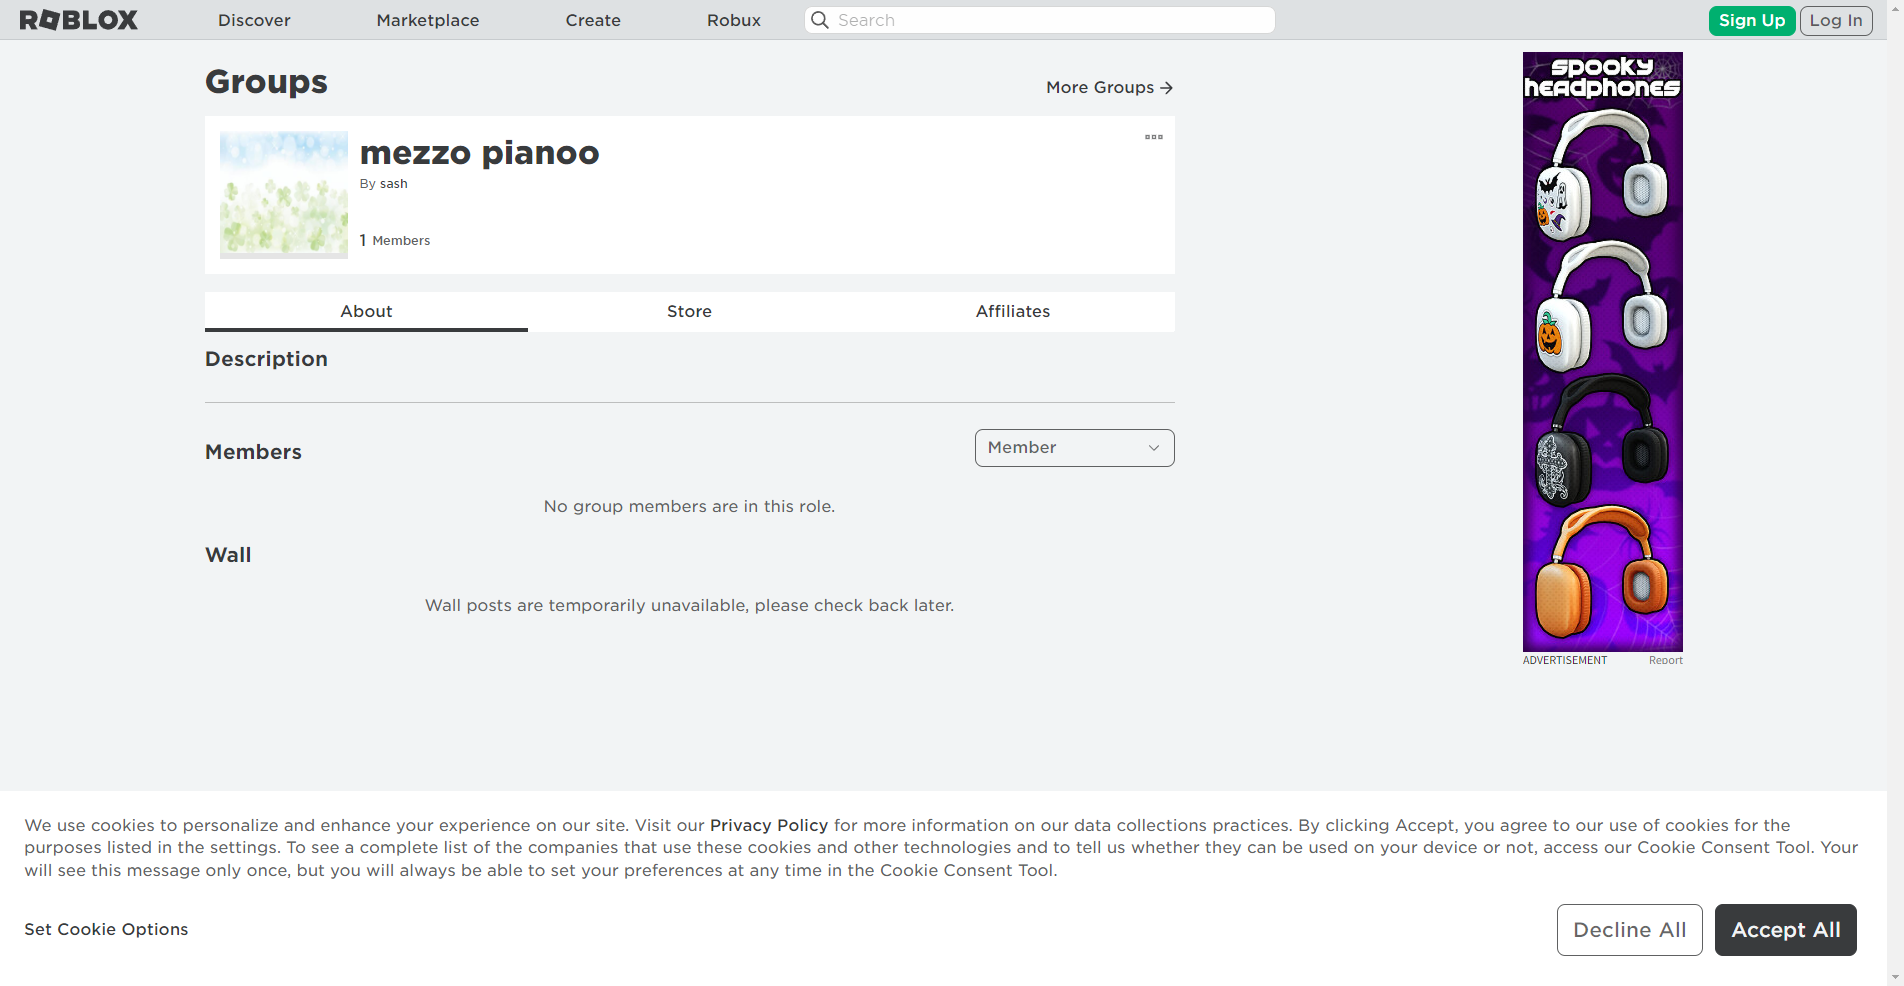 ROBLOX
Discover
Marketplace
Create
Robux
Search
Sign Up
Log In
Groups
More Groups
mezzo pianoo
By sash
1 Members
About
Store
Affiliates
Description
Members
Member
No group members are in this role.
Wall
Wall posts are temporarily unavailable, please check back later.
spooky
headphones
ADVERTISEMENT
Report
We use cookies to personalize and enhance your experience on our site. Visit our Privacy Policy for more information on our data collections practices. By clicking Accept, you agree to our use of cookies for the
purposes listed in the settings. To see a complete list of the companies that use these cookies and other technologies and to tell us whether they can be used on your device or not, access our Cookie Consent Tool. Your
will see this message only once, but you will always be able to set your preferences at any time in the Cookie Consent Tool.
Set Cookie Options
Decline All
Accept All